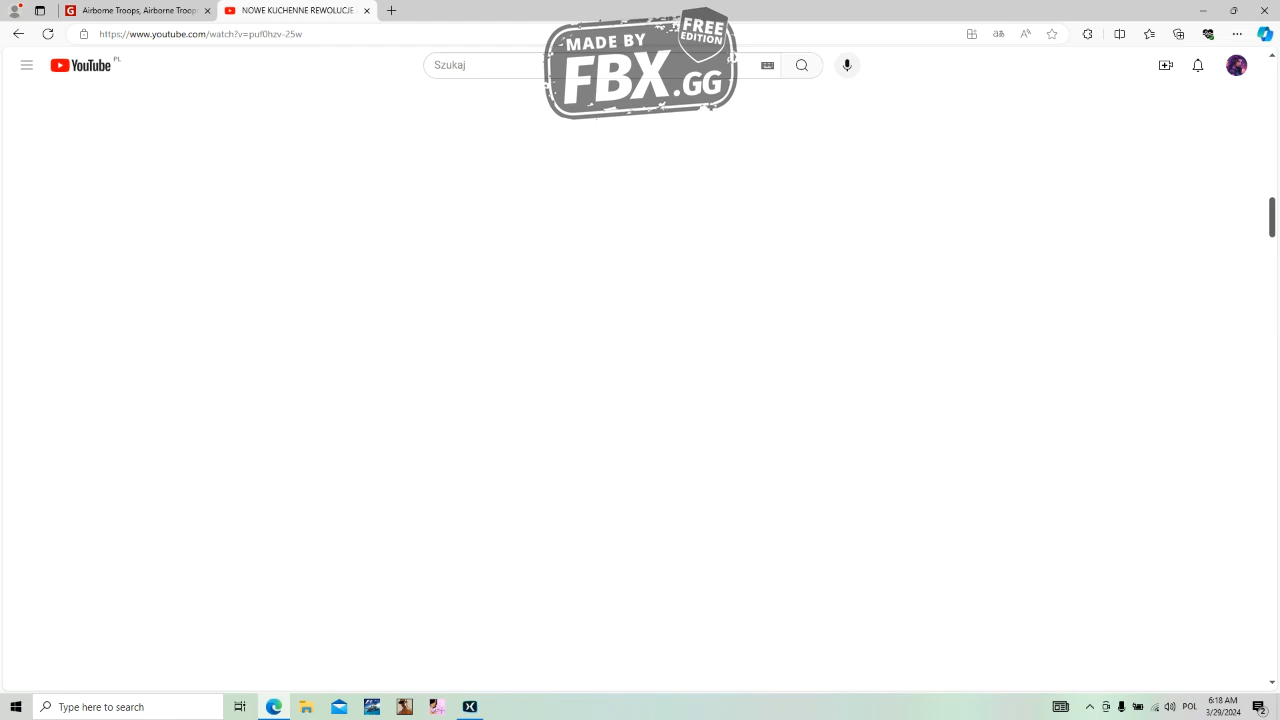 Airborne Troops, Airborne Troop
NOWE KUCHENNE REWOLUCJE
https://www.youtube.com/watch?v=puf0hzv-25w
YouTube PL
Szukaj
MADE BY
FBX.GG
FREE
EDITION
Type here to search
POL
6:18 AM
3/29/2024
2